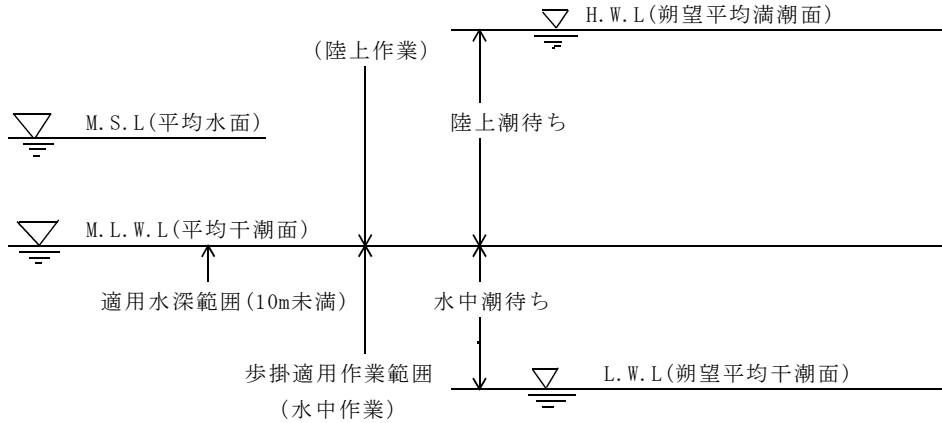 H.W.L(朔望平均満潮面)
(陸上作業)
M.S.L(平均水面)
陸上潮待ち
M.L.W.L(平均干潮面)
適用水深範囲(10m未満)
水中潮待ち
歩掛適用作業範囲
(水中作業)
L.W.L(朔望平均干潮面)